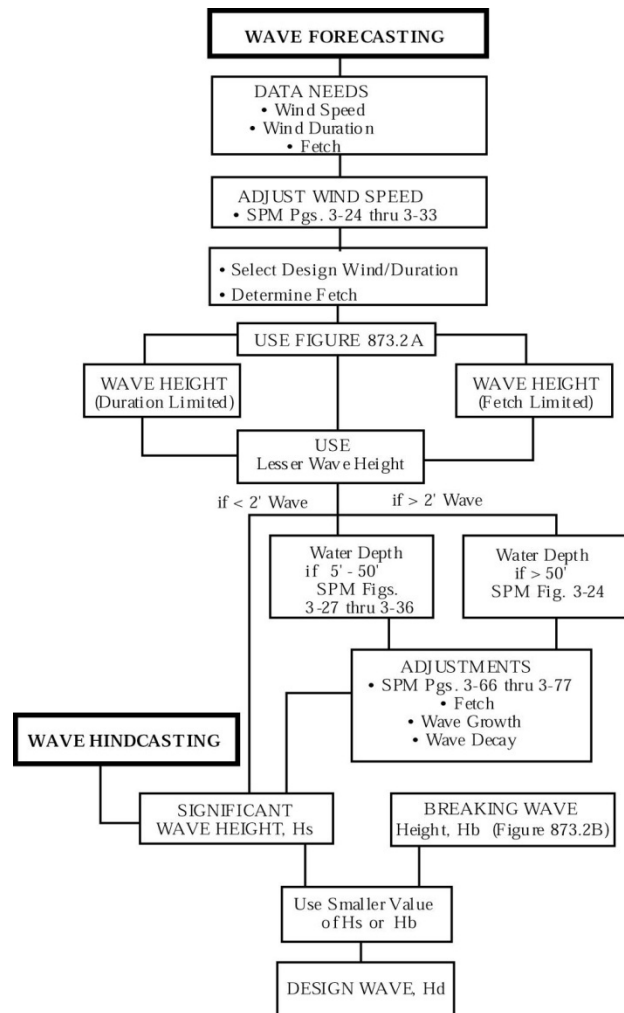 WAVE FORECASTING
DATA NEEDS
• Wind Speed
• Wind Duration
• Fetch
ADJUST WIND SPEED
• SPM Pgs. 3-24 thru 3-33
• Select Design Wind/Duration
• Determine Fetch
USE FIGURE 873.2A
WAVE HEIGHT
(Duration Limited)
WAVE HEIGHT
(Fetch Limited)
USE
Lesser Wave Height
if < 2' Wave
if > 2' Wave
Water Depth
if 5' - 50'
SPM Figs.
3-27 thru 3-36
Water Depth
if > 50'
SPM Fig. 3-24
ADJUSTMENTS
• SPM Pgs. 3-66 thru 3-77
• Fetch
• Wave Growth
• Wave Decay
WAVE HINDCASTING
SIGNIFICANT
WAVE HEIGHT, Hs
BREAKING WAVE
Height, Hb (Figure 873.2B)
Use Smaller Value
of Hs or Hb
DESIGN WAVE, Hd